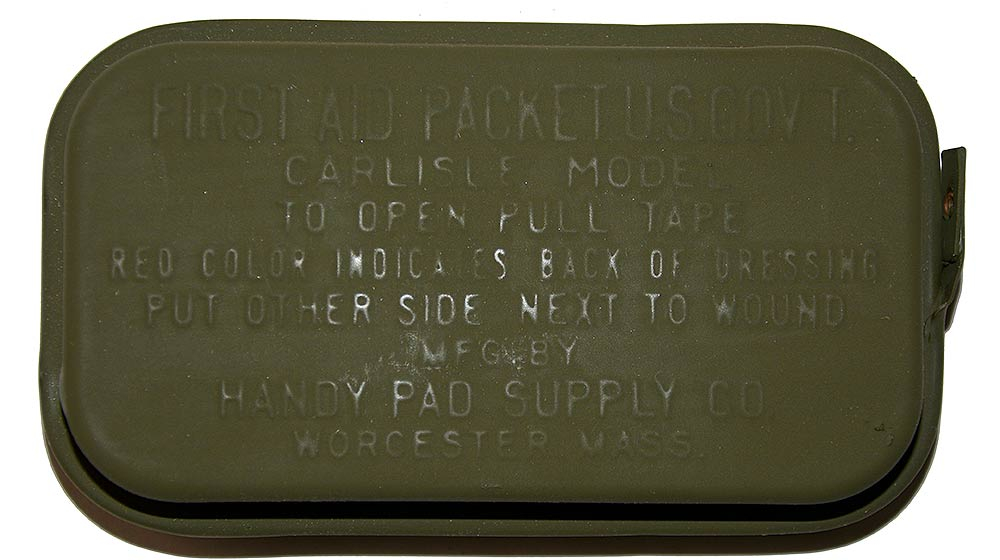 FIRST AID PACKET U.S. GOV'T.
CARLISLE MODEL
TO OPEN PULL TAPE
RED COLOR INDICATES BACK OF DRESSING,
PUT OTHER SIDE NEXT TO WOUND
MFG. BY
HANDY PAD SUPPLY CO.
WORCESTER MASS.